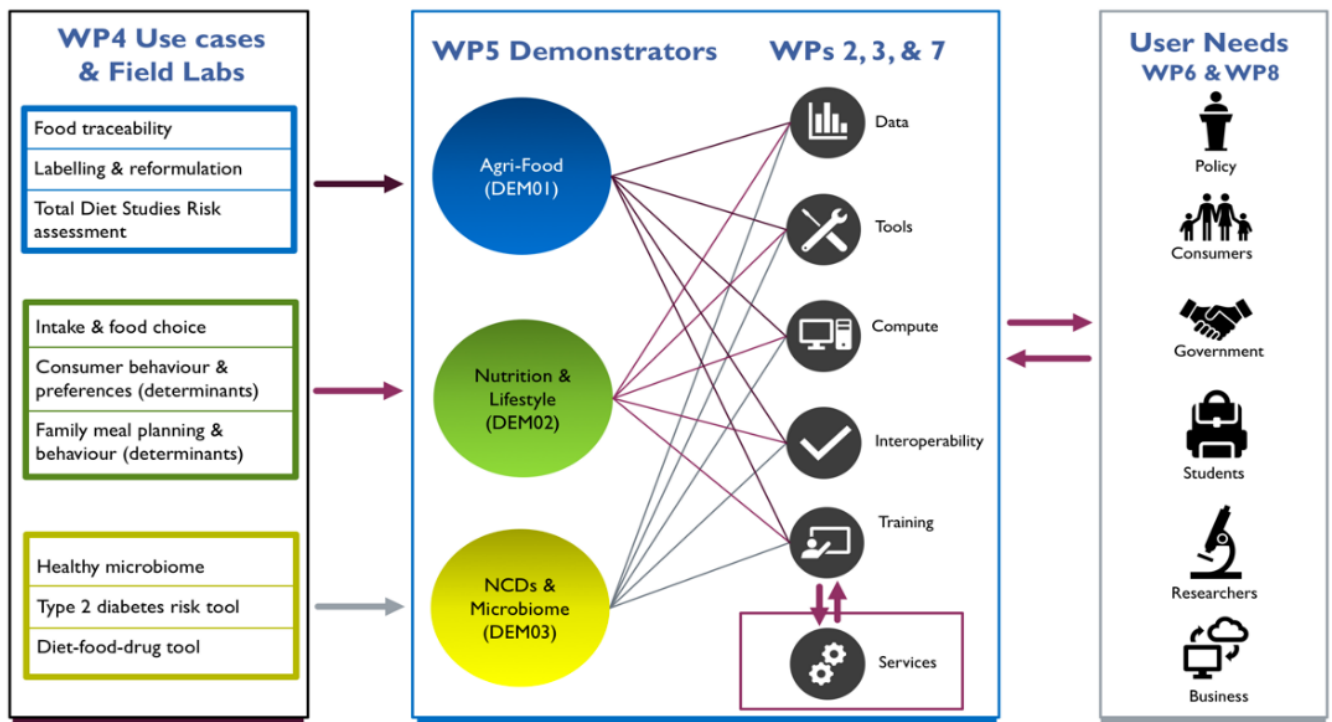 WP4 Use cases
& Field Labs
Food traceability
Labelling & reformulation
Total Diet Studies Risk
assessment
Intake & food choice
Consumer behaviour &
preferences (determinants)
Family meal planning &
behaviour (determinants)
Healthy microbiome
Type 2 diabetes risk tool
Diet-food-drug tool
WP5 Demonstrators
Agri-Food
(DEM01)
Nutrition &
Lifestyle
(DEM02)
NCDs &
Microbiome
(DEM03)
WPs 2, 3, & 7
Data
Tools
Compute
Interoperability
Training
Services
User Needs
WP6 & WP8
Policy
Consumers
Government
Students
Researchers
Business